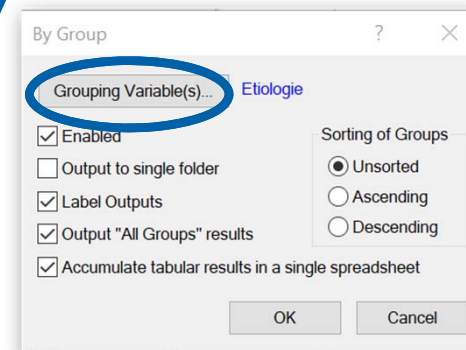 By Group ? ×
Grouping Variable(s)... Etiologie
Enabled
Sorting of Groups
Output to single folder
Unsorted
Label Outputs
Ascending
Output "All Groups" results
Descending
Accumulate tabular results in a single spreadsheet
OK Cancel